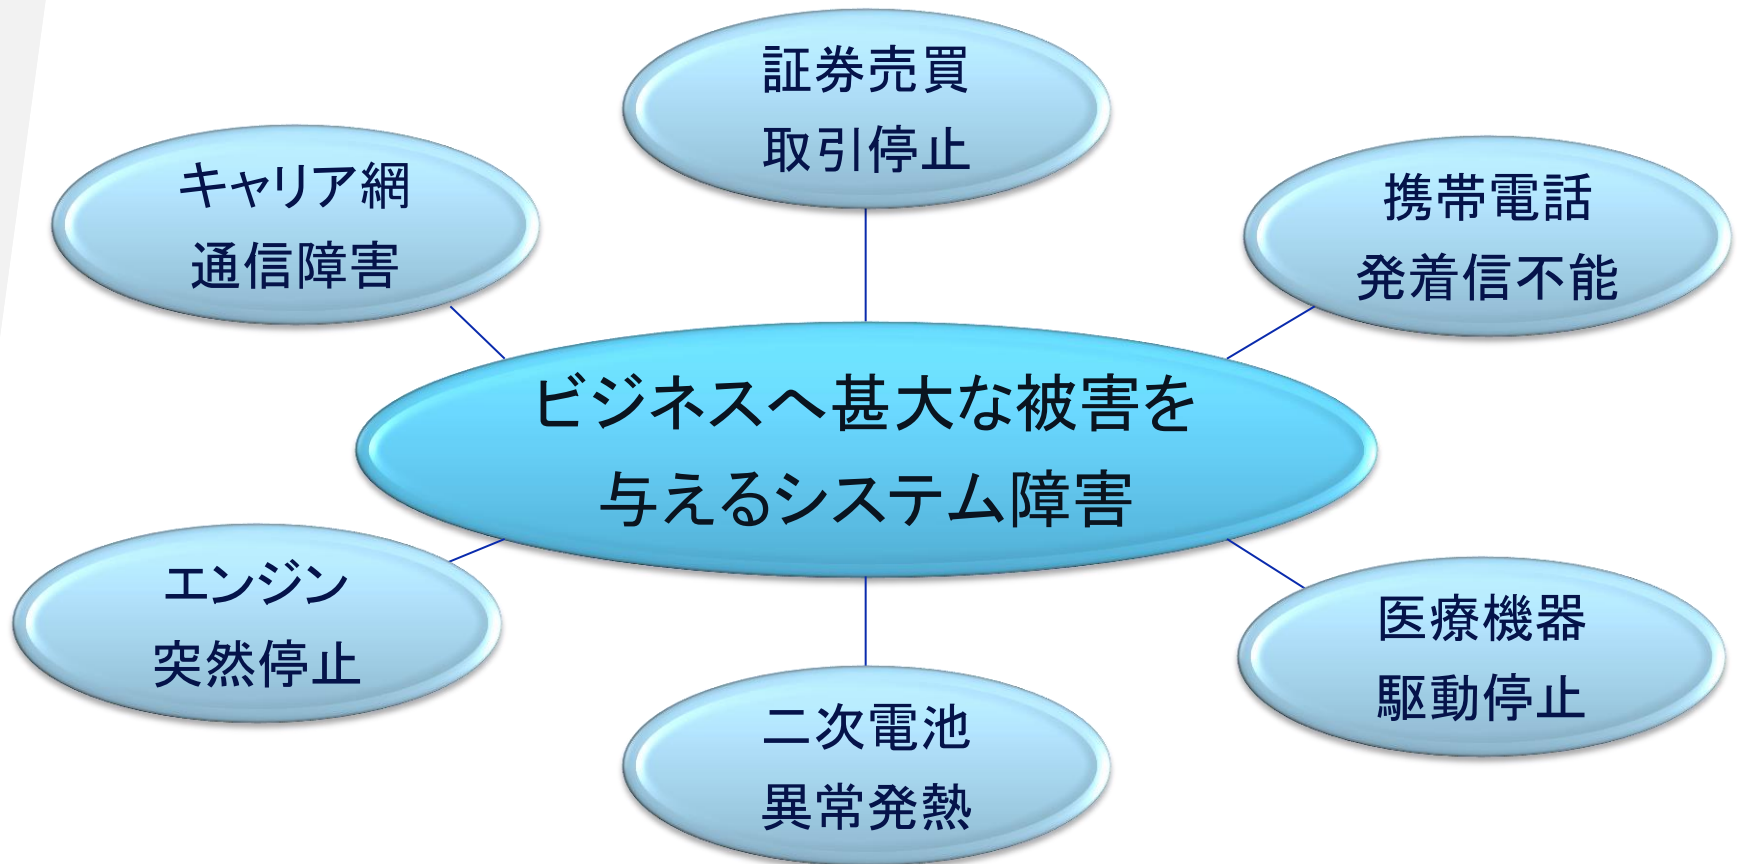 証券売買
取引停止
キャリア網
通信障害
携帯電話
発着信不能
ビジネスへ甚大な被害を
与えるシステム障害
エンジン
突然停止
医療機器
駆動停止
二次電池
異常発熱